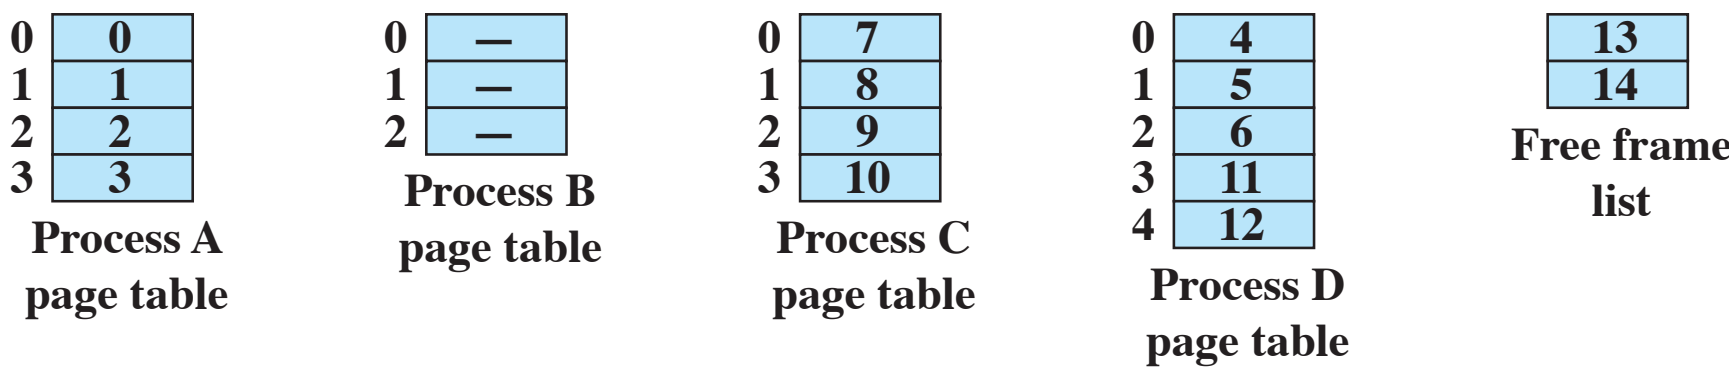 0 0
1 1
2 2
3 3
Process A
page table
0 —
1 —
2 —
Process B
page table
0 7
1 8
2 9
3 10
Process C
page table
0 4
1 5
2 6
3 11
4 12
Process D
page table
13
14
Free frame
list